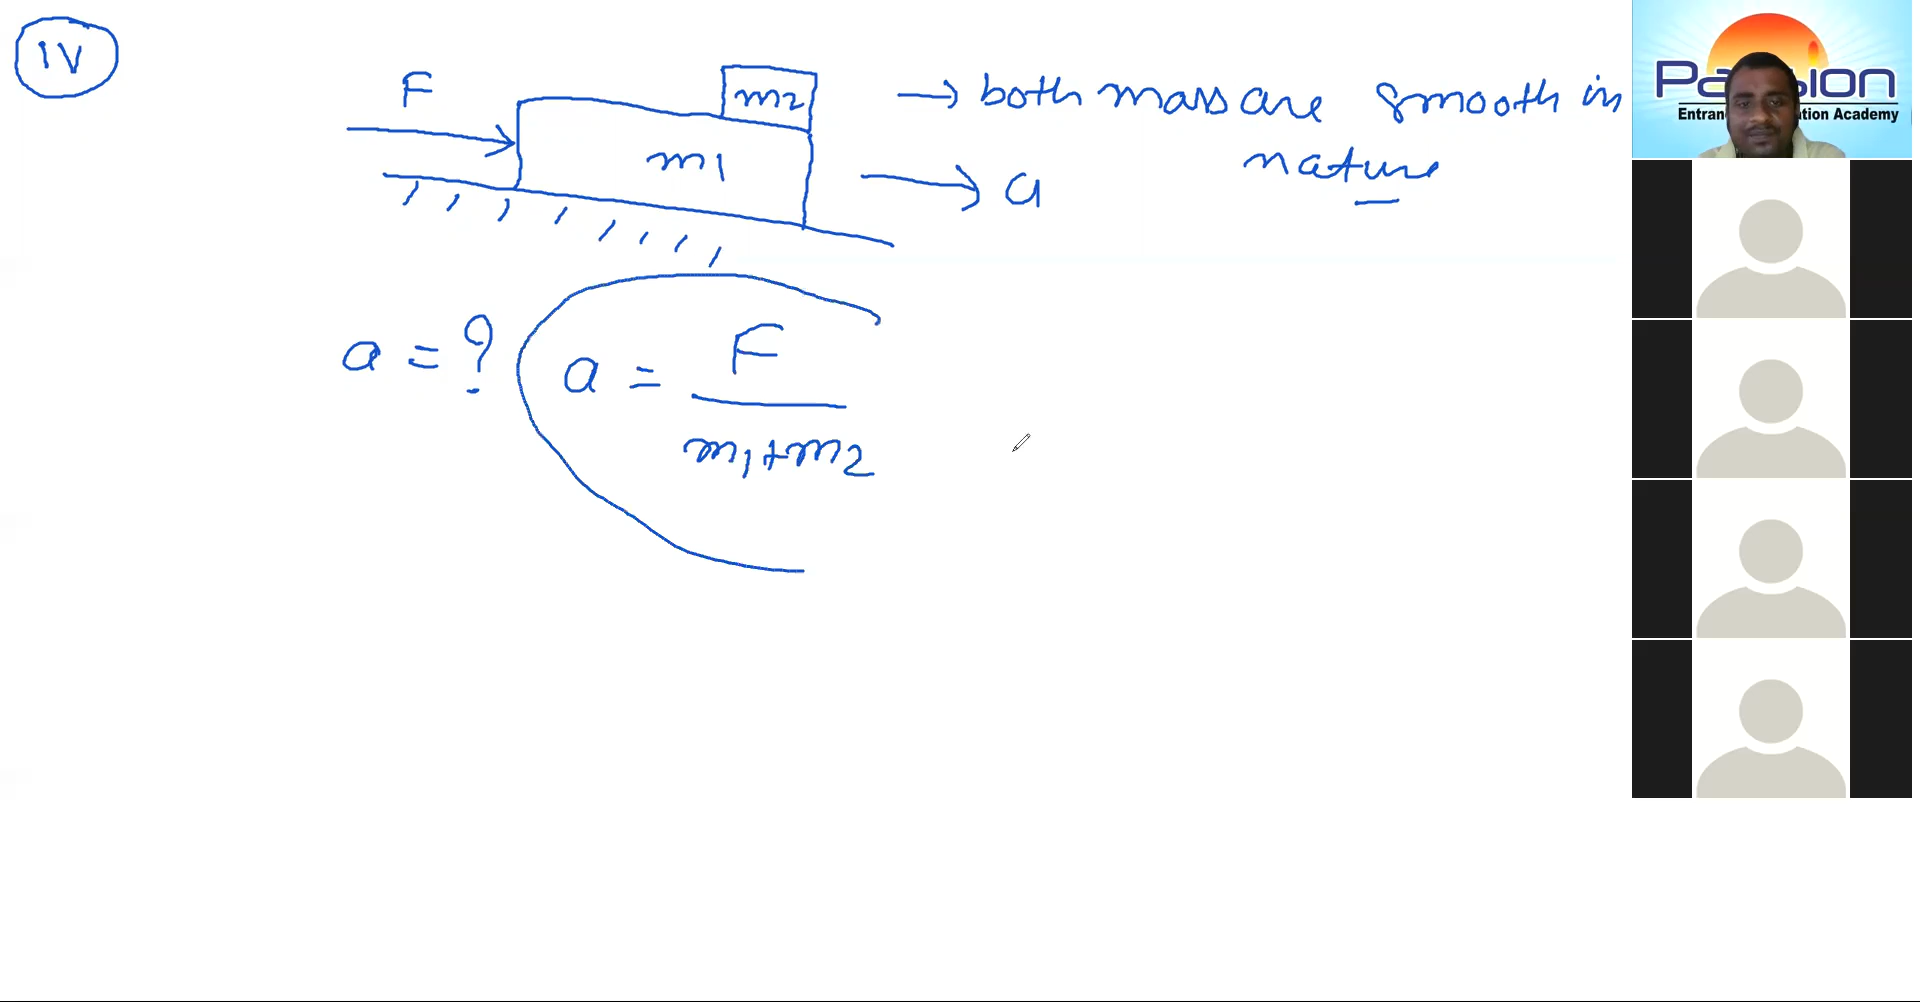 IV
F
m2
→ both mass are smooth in
nature
m1
→ a
a = ?
a = F
m1+m2
Pa ion
Entran tion Academy